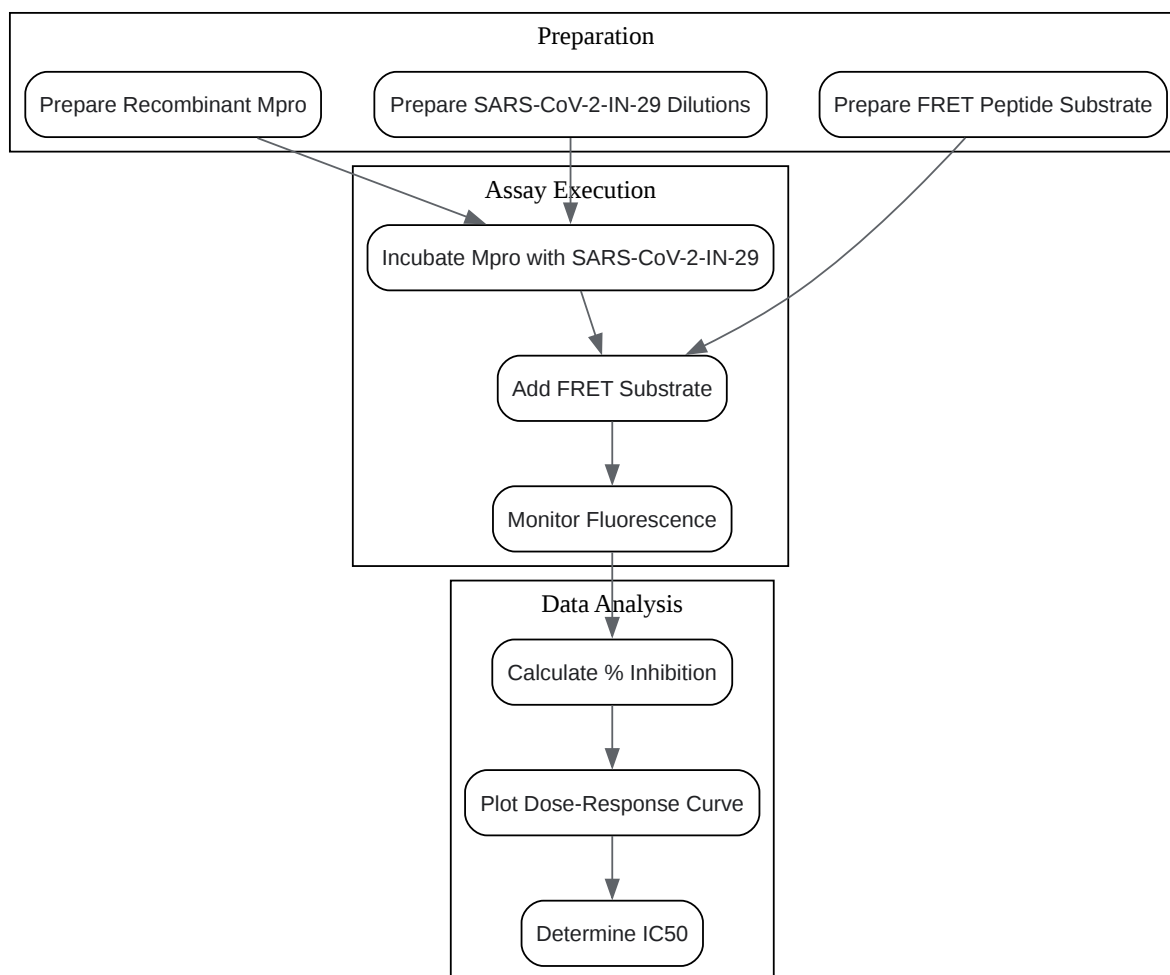 Preparation
Prepare Recombinant Mpro
Prepare SARS-CoV-2-IN-29 Dilutions
Prepare FRET Peptide Substrate
Assay Execution
Incubate Mpro with SARS-CoV-2-IN-29
Add FRET Substrate
Monitor Fluorescence
Data Analysis
Calculate % Inhibition
Plot Dose-Response Curve
Determine IC50